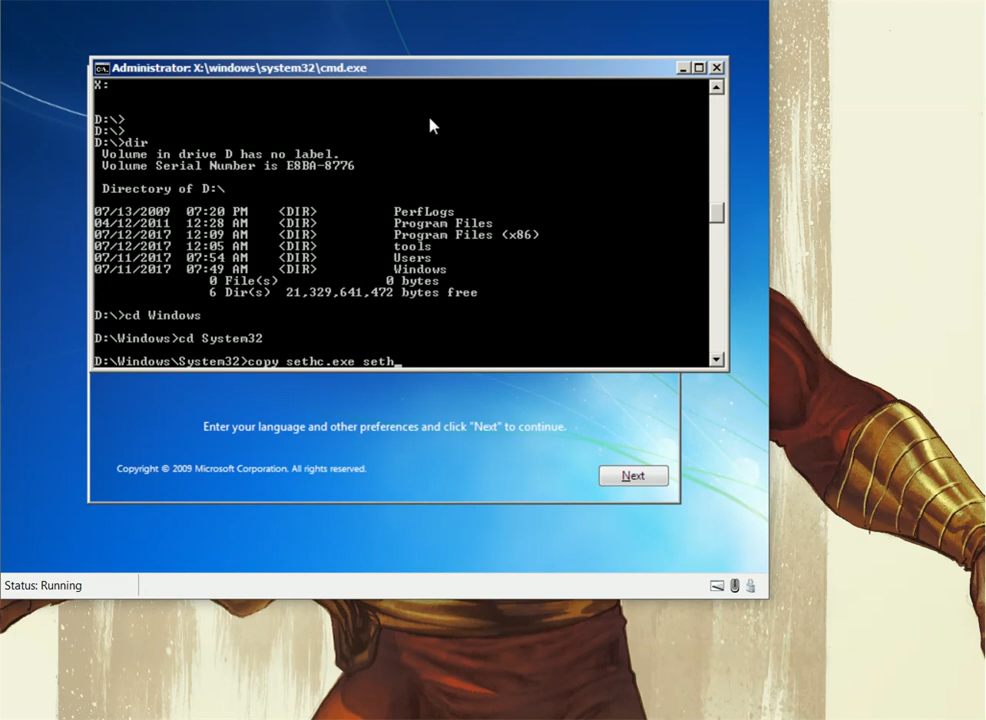 Administrator: X:\windows\system32\cmd.exe
X:
D:\>
D:\>
D:\>dir
Volume in drive D has no label.
Volume Serial Number is E8BA-8776
Directory of D:\
07/13/2009 07:20 PM <DIR> PerfLogs
04/12/2011 12:28 AM <DIR> Program Files
07/12/2017 12:09 AM <DIR> Program Files (x86)
07/12/2017 12:05 AM <DIR> tools
07/11/2017 07:54 AM <DIR> Users
07/11/2017 07:49 AM <DIR> Windows
0 File(s) 0 bytes
6 Dir(s) 21,329,641,472 bytes free
D:\>cd Windows
D:\Windows>cd System32
D:\Windows\System32>copy sethc.exe seth_
Enter your language and other preferences and click "Next" to continue.
Copyright © 2009 Microsoft Corporation. All rights reserved.
Next
Status: Running